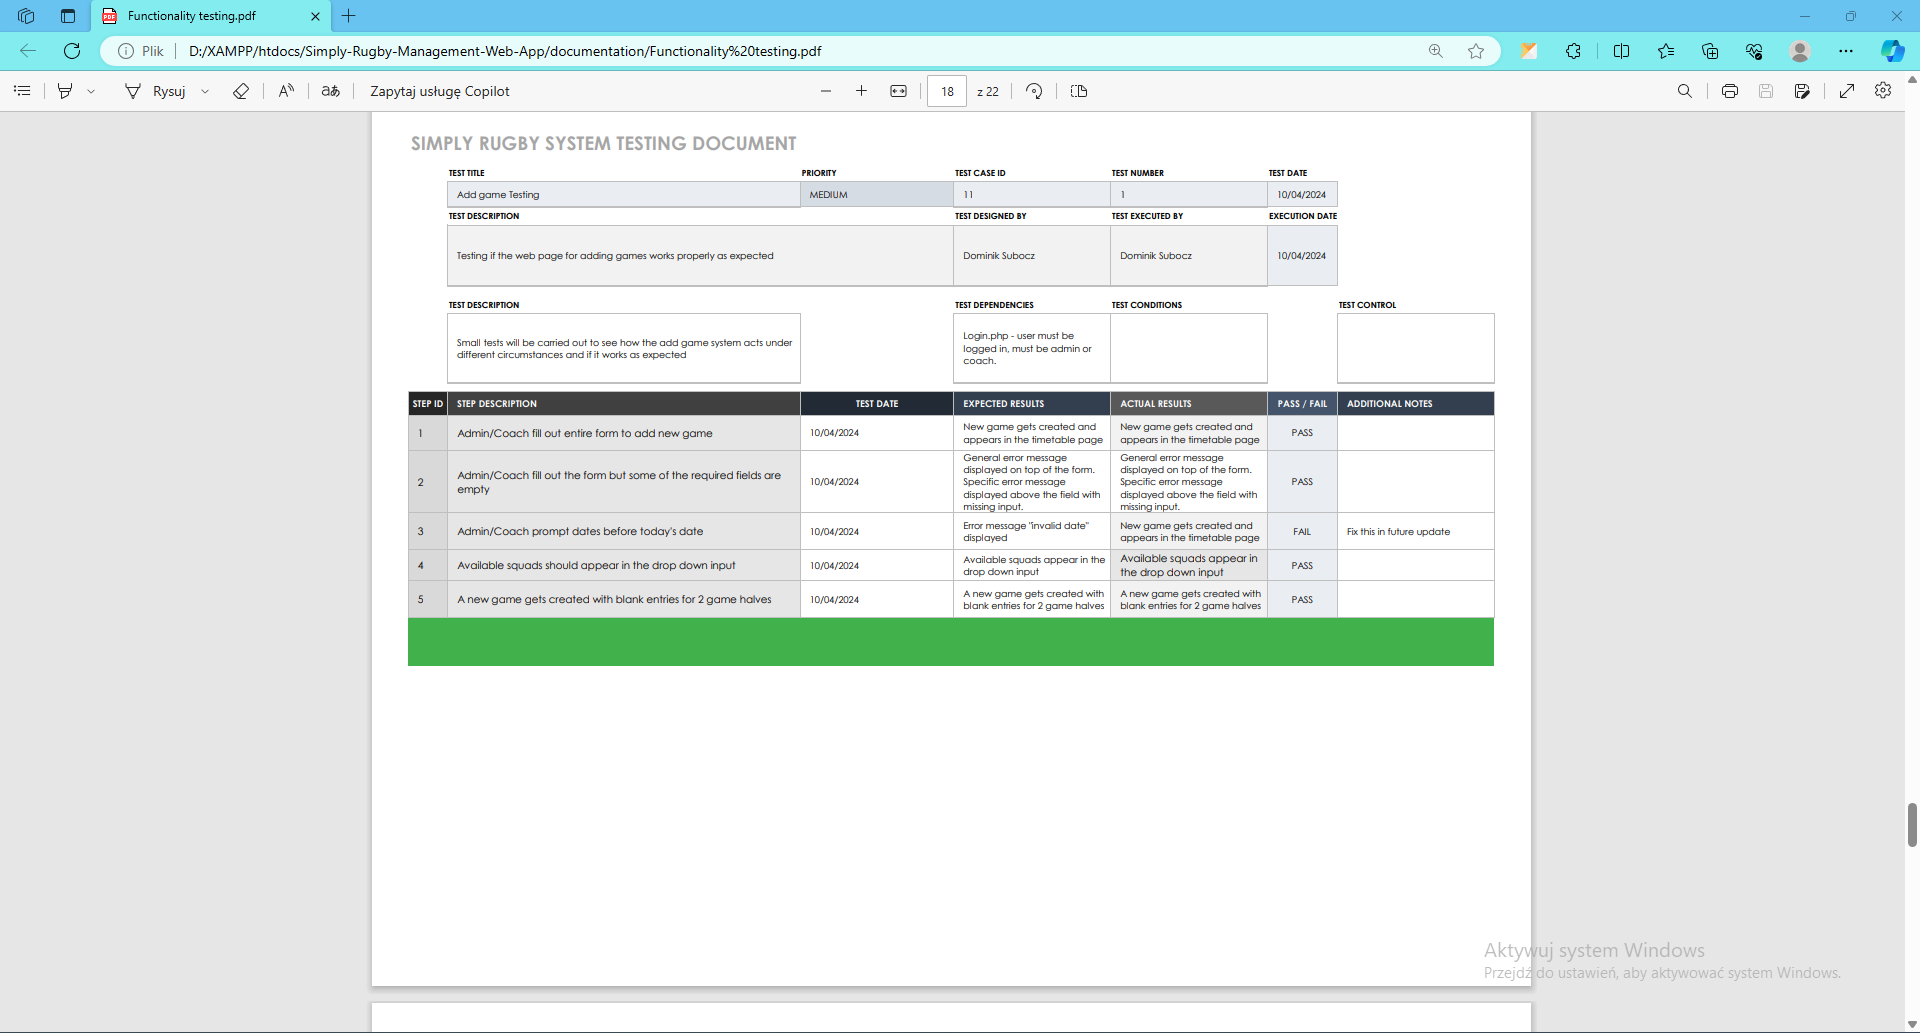 Functionality testing.pdf
Plik
D:/XAMPP/htdocs/Simply-Rugby-Management-Web-App/documentation/Functionality%20testing.pdf
Rysuj
aあ
Zapytaj usługę Copilot
18 z 22
SIMPLY RUGBY SYSTEM TESTING DOCUMENT
TEST TITLE PRIORITY TEST CASE ID TEST NUMBER TEST DATE
Add game Testing MEDIUM 11 1 10/04/2024
TEST DESCRIPTION TEST DESIGNED BY TEST EXECUTED BY EXECUTION DATE
Testing if the web page for adding games works properly as expected Dominik Subocz Dominik Subocz 10/04/2024
TEST DESCRIPTION TEST DEPENDENCIES TEST CONDITIONS TEST CONTROL
Small tests will be carried out to see how the add game system acts under
different circumstances and if it works as expected
Login.php - user must be
logged in, must be admin or
coach.
STEP ID STEP DESCRIPTION TEST DATE EXPECTED RESULTS ACTUAL RESULTS PASS / FAIL ADDITIONAL NOTES
1 Admin/Coach fill out entire form to add new game 10/04/2024
New game gets created and
appears in the timetable page
New game gets created and
appears in the timetable page
PASS
2
Admin/Coach fill out the form but some of the required fields are
empty
10/04/2024
General error message
displayed on top of the form.
Specific error message
displayed above the field with
missing input.
General error message
displayed on top of the form.
Specific error message
displayed above the field with
missing input.
PASS
3 Admin/Coach prompt dates before today's date 10/04/2024
Error message "invalid date"
displayed
New game gets created and
appears in the timetable page
FAIL Fix this in future update
4 Available squads should appear in the drop down input 10/04/2024
Available squads appear in the
drop down input
Available squads appear in
the drop down input
PASS
5 A new game gets created with blank entries for 2 game halves 10/04/2024
A new game gets created with
blank entries for 2 game halves
A new game gets created with
blank entries for 2 game halves
PASS
Aktywuj system Windows
Przejdź do ustawień, aby aktywować system Windows.